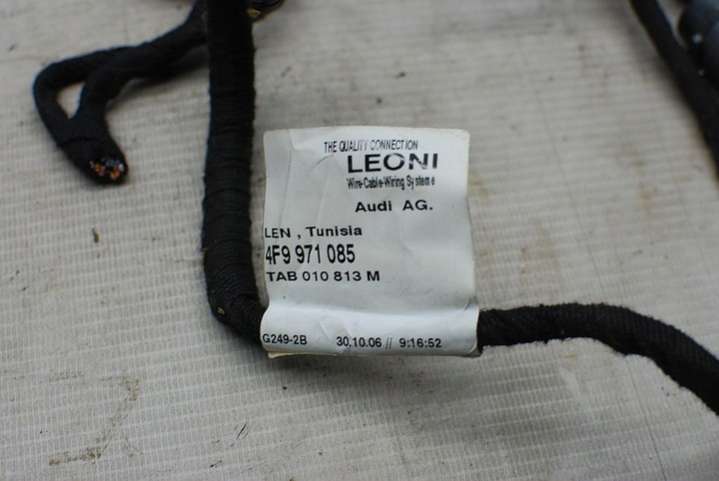 THE QUALITY CONNECTION
LEONI
Wire-Cable-Wiring Systems
Audi AG.
LEN , Tunisia
4F9 971 085
TAB 010 813 M
G249-2B 30.10.06 // 9:16:52